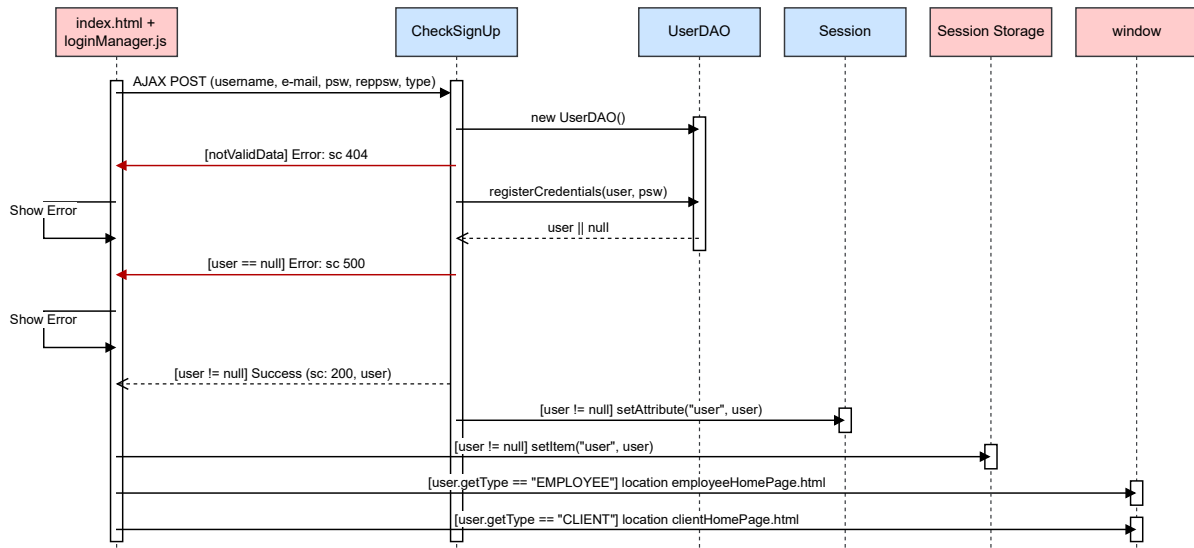 index.html +
loginManager.js
CheckSignUp
UserDAO
Session
Session Storage
window
AJAX POST (username, e-mail, psw, reppsw, type)
new UserDAO()
[notValidData] Error: sc 404
registerCredentials(user, psw)
Show Error
user || null
[user == null] Error: sc 500
Show Error
[user != null] Success (sc: 200, user)
[user != null] setAttribute("user", user)
[user != null] setItem("user", user)
[user.getType == "EMPLOYEE"] location employeeHomePage.html
[user.getType == "CLIENT"] location clientHomePage.html